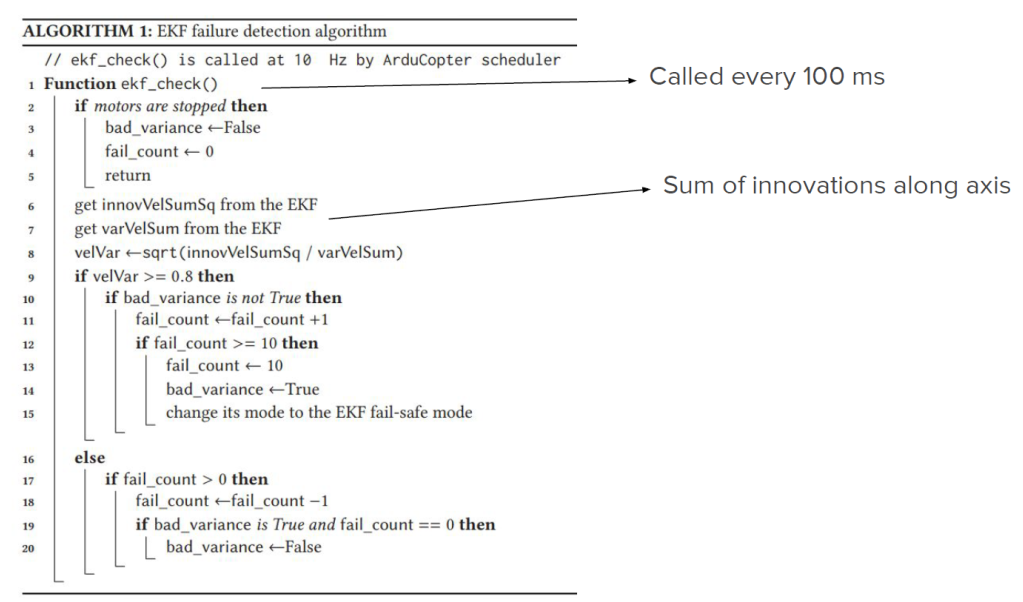 ALGORITHM 1: EKF failure detection algorithm
// ekf_check() is called at 10 Hz by ArduCopter scheduler
1 Function ekf_check()
Called every 100 ms
2 if motors are stopped then
3 bad_variance ←False
4 fail_count ← 0
5 return
Sum of innovations along axis
6 get innovVelSumSq from the EKF
7 get varVelSum from the EKF
8 velVar ←sqrt(innovVelSumSq / varVelSum)
9 if velVar >= 0.8 then
10 if bad_variance is not True then
11 fail_count ←fail_count +1
12 if fail_count >= 10 then
13 fail_count ← 10
14 bad_variance ←True
15 change its mode to the EKF fail-safe mode
16 else
17 if fail_count > 0 then
18 fail_count ←fail_count −1
19 if bad_variance is True and fail_count == 0 then
20 bad_variance ←False